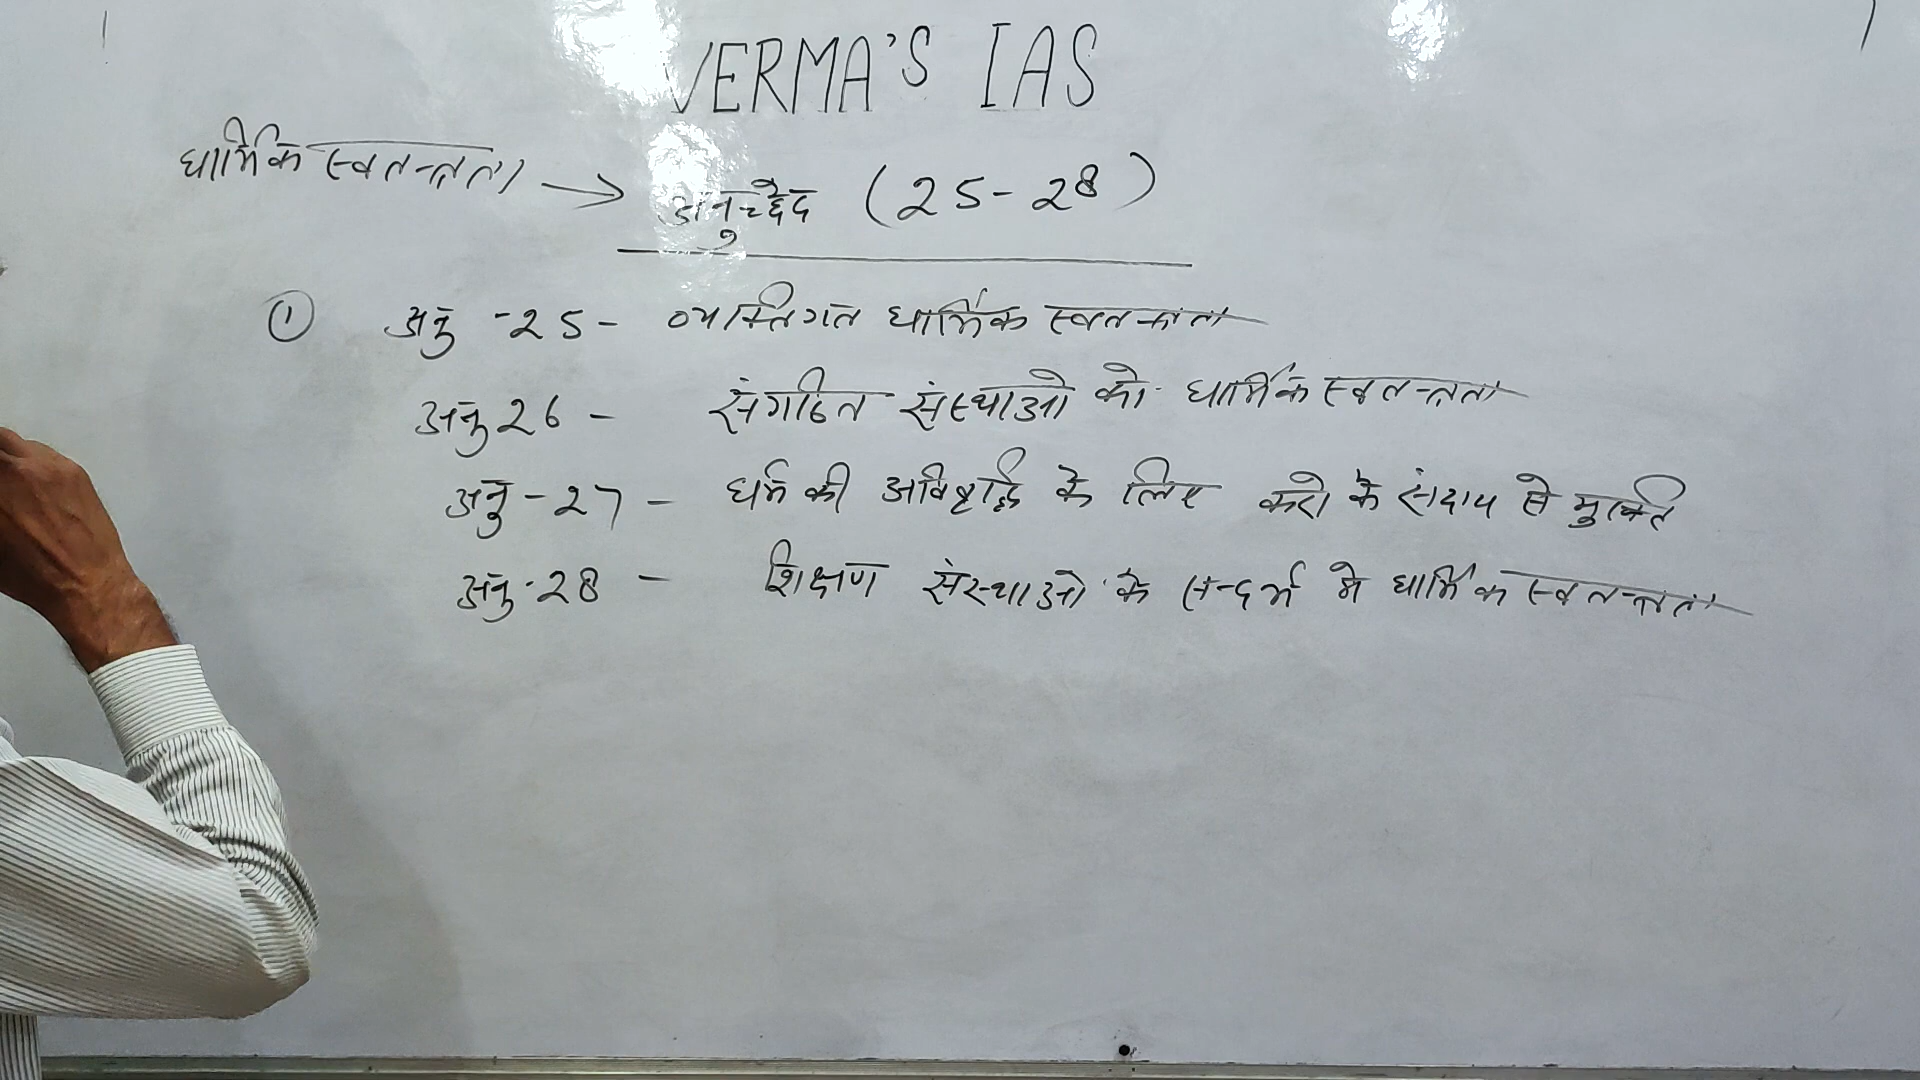 VERMA'S IAS
धार्मिक स्वतन्त्रता → अनुच्छेद (25-28)
① अनु -25- व्यक्तिगत धार्मिक स्वतन्त्रता
अनु 26 - संगठित संस्थाओ को धार्मिक स्वतन्त्रता
अनु-27- धर्म की अभिवृद्धि के लिए करो के संदाय से मुक्ति
अनु-28 - शिक्षण संस्थाओ के सन्दर्भ मे धार्मिक स्वतन्त्रता